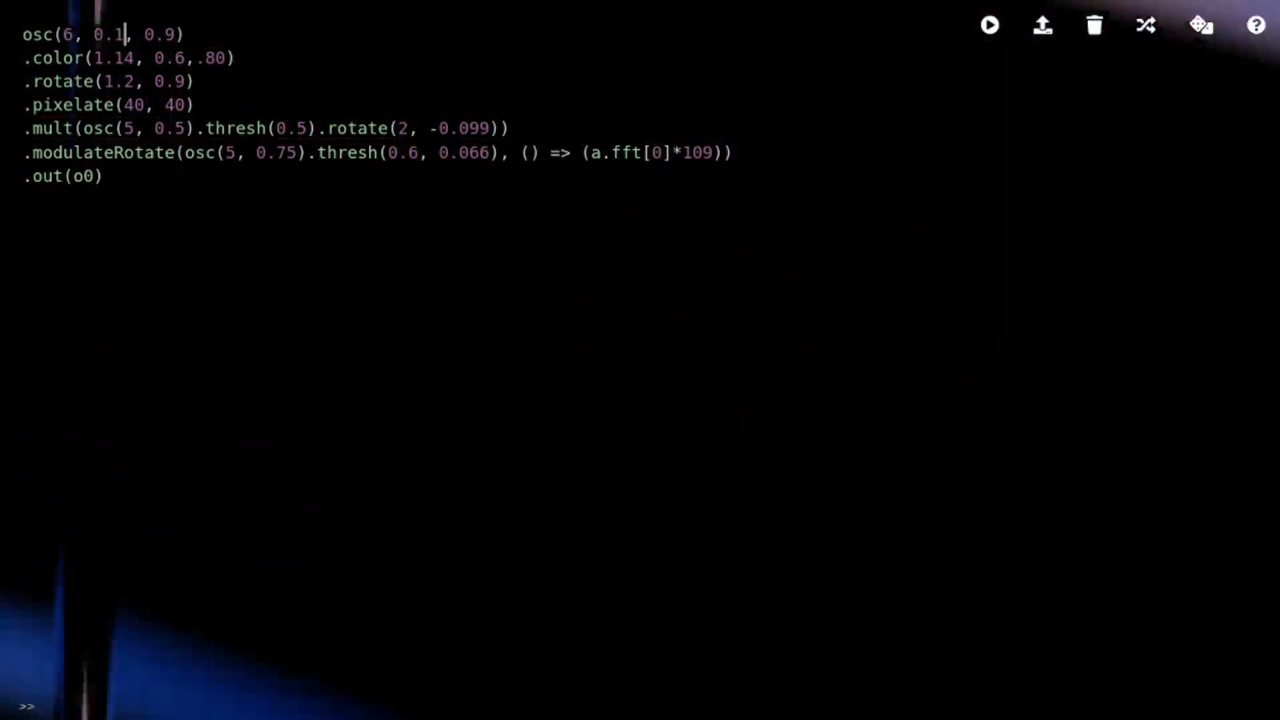 osc(6, 0.1, 0.9)
.color(1.14, 0.6,.80)
.rotate(1.2, 0.9)
.pixelate(40, 40)
.mult(osc(5, 0.5).thresh(0.5).rotate(2, -0.099))
.modulateRotate(osc(5, 0.75).thresh(0.6, 0.066), () => (a.fft[0]*109))
.out(o0)
>>